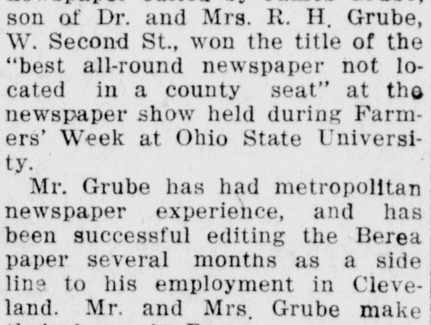 son of Dr. and Mrs. R. H. Grube,
W. Second St., won the title of the
“best all-round newspaper not lo-
cated in a county seat” at the
newspaper show held during Farm-
ers’ Week at Ohio State Universi-
ty.
Mr. Grube has had metropolitan
newspaper experience, and has
been successful editing the Berea
paper several months as a side
line to his employment in Cleve-
land. Mr. and Mrs. Grube make